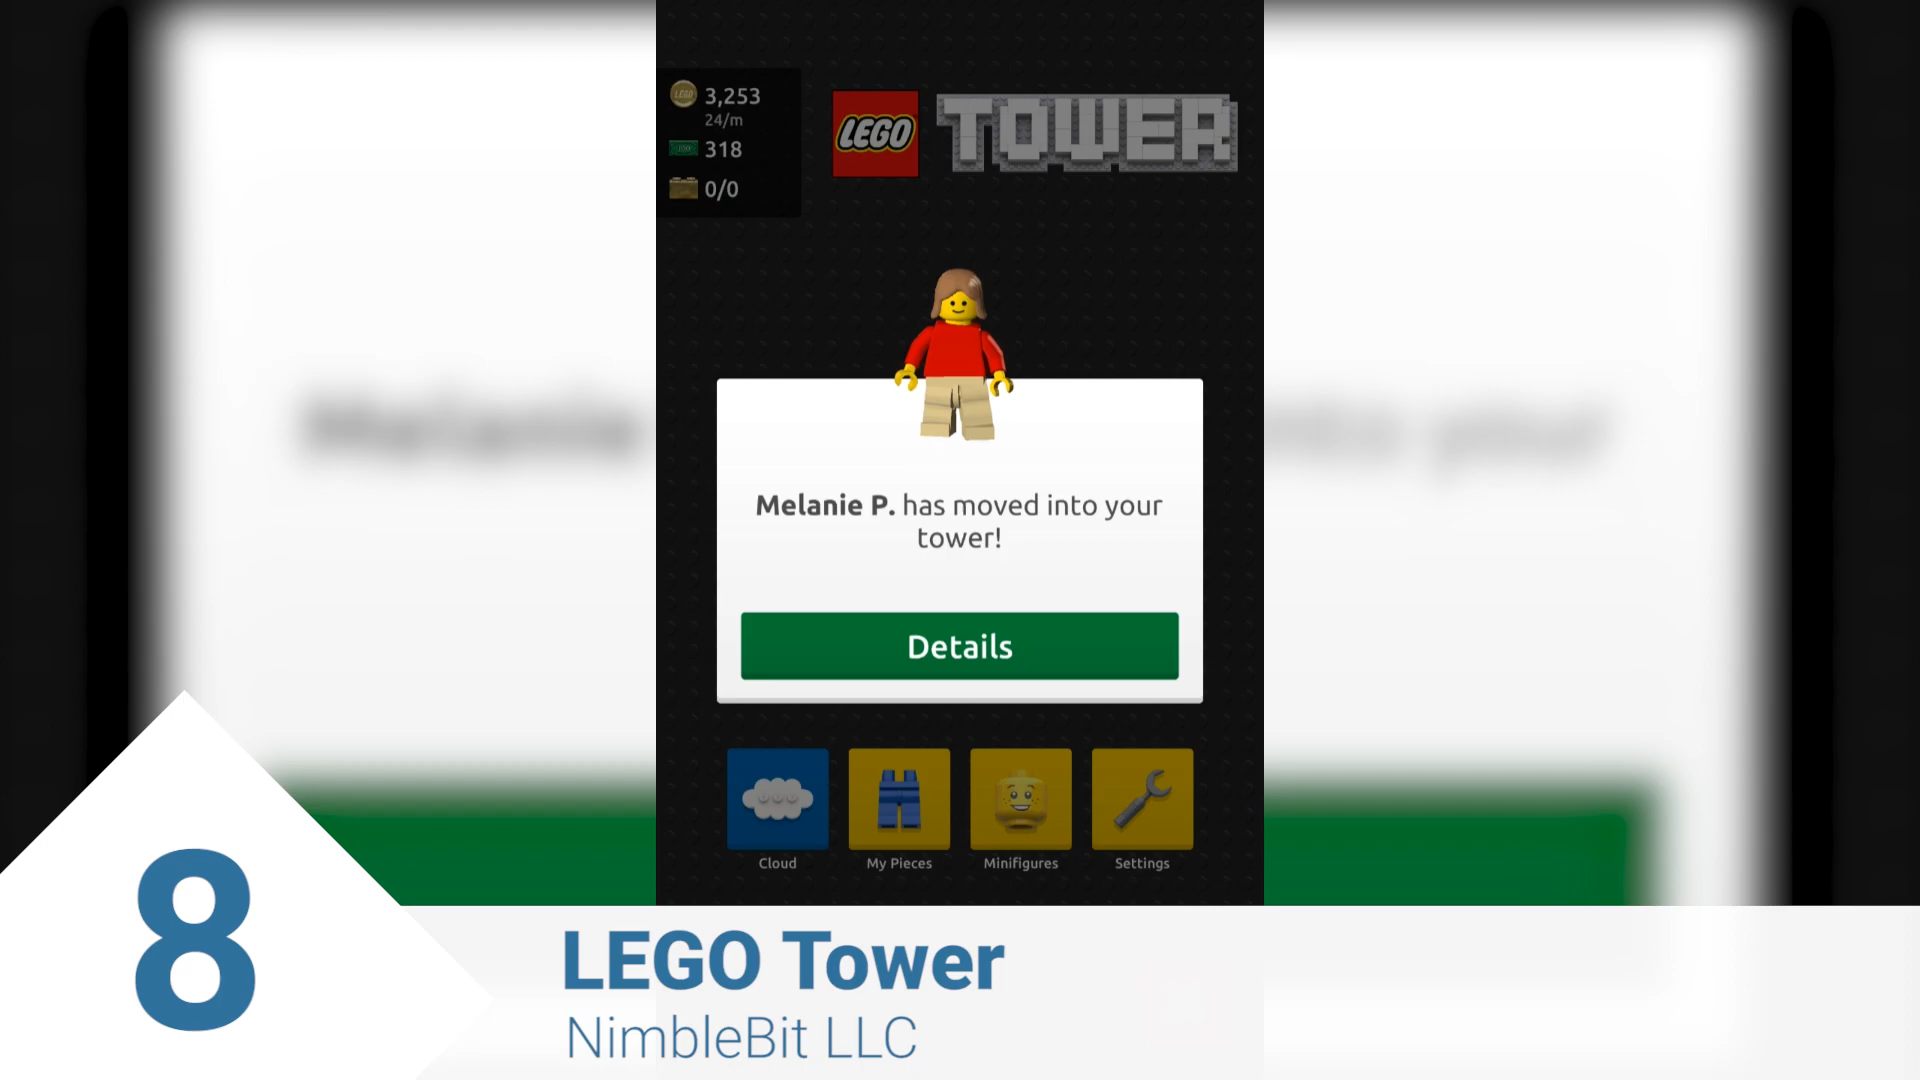 3,253
24/m
318
0/0
LEGO
TOWER
Melanie P. has moved into your
tower!
Details
Cloud
My Pieces
Minifigures
Settings
8
LEGO Tower
NimbleBit LLC